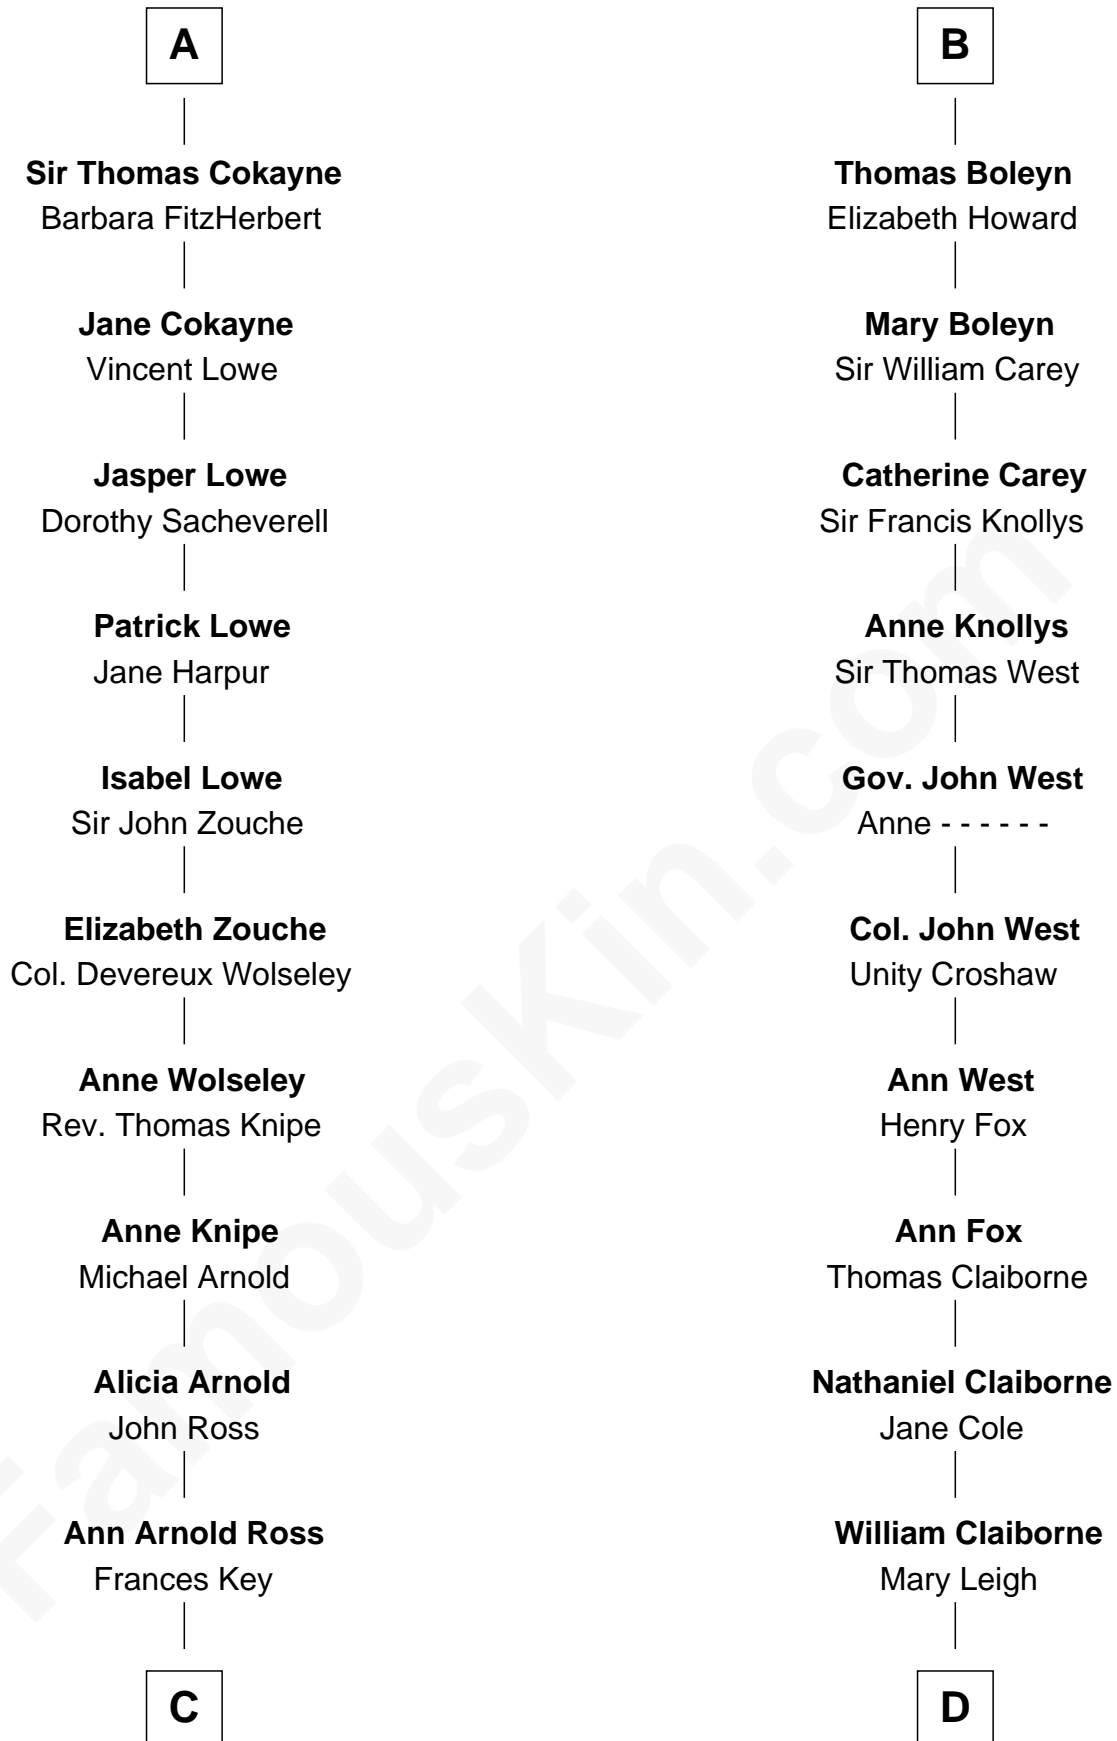 A
Sir Thomas Cokayne
Barbara FitzHerbert
Jane Cokayne
Vincent Lowe
Jasper Lowe
Dorothy Sacheverell
Patrick Lowe
Jane Harpur
Isabel Lowe
Sir John Zouche
Elizabeth Zouche
Col. Devereux Wolseley
Anne Wolseley
Rev. Thomas Knipe
Anne Knipe
Michael Arnold
Alicia Arnold
John Ross
Ann Arnold Ross
Frances Key
C
B
Thomas Boleyn
Elizabeth Howard
Mary Boleyn
Sir William Carey
Catherine Carey
Sir Francis Knollys
Anne Knollys
Sir Thomas West
Gov. John West
Anne - - - - - -
Col. John West
Unity Croshaw
Ann West
Henry Fox
Ann Fox
Thomas Claiborne
Nathaniel Claiborne
Jane Cole
William Claiborne
Mary Leigh
D
FamousKin.com